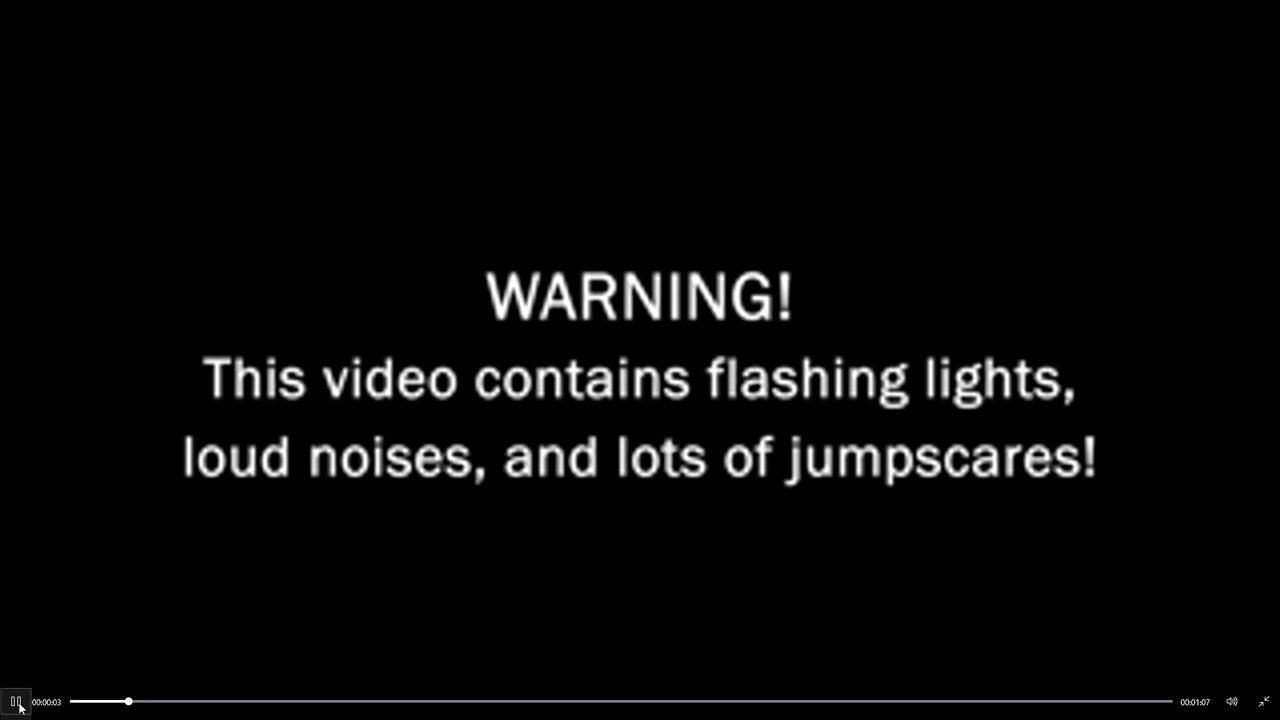 WARNING!
This video contains flashing lights,
loud noises, and lots of jumpscares!
00:00:03
00:01:07